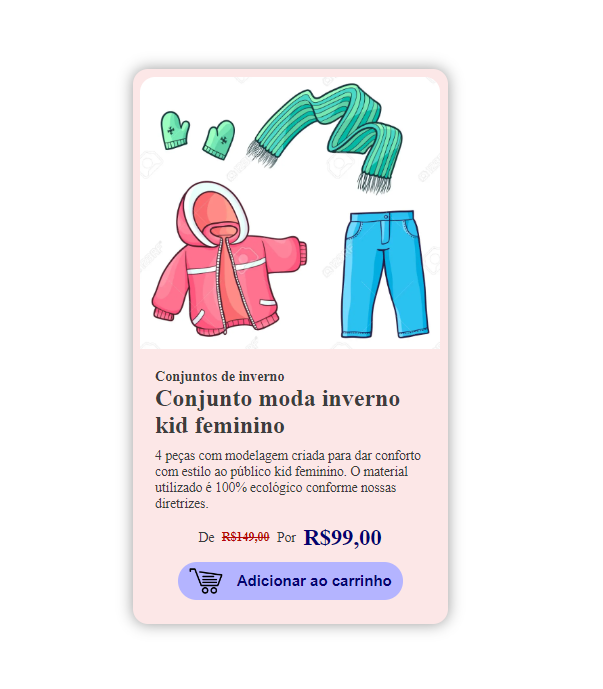 Conjuntos de inverno
Conjunto moda inverno
kid feminino
4 peças com modelagem criada para dar conforto
com estilo ao público kid feminino. O material
utilizado é 100% ecológico conforme nossas
diretrizes.
De R$149,00 Por R$99,00
Adicionar ao carrinho